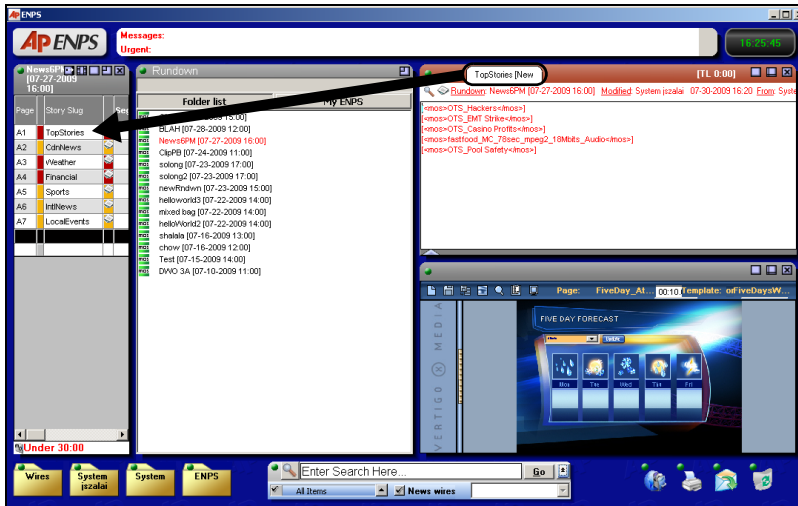 AP ENPS
AP ENPS
Messages:
Urgent:
16:25:45
News6PM
[07-27-2009
16:00]
Page Story Slug Seg
A1 TopStories
A2 CdnNews
A3 Weather
A4 Financial
A5 Sports
A6 IntlNews
A7 LocalEvents
Under 30:00
Rundown
Folder list My ENPS
BLAH [07-28-2009 12:00]
News6PM [07-27-2009 16:00]
ClipPB [07-24-2009 11:00]
solong [07-23-2009 17:00]
solong2 [07-23-2009 17:00]
newRndwn [07-23-2009 15:00]
helloworld3 [07-22-2009 14:00]
mixed bag [07-22-2009 14:00]
helloWorld2 [07-22-2009 14:00]
shalala [07-16-2009 13:00]
chow [07-16-2009 12:00]
Test [07-15-2009 14:00]
DWO 3A [07-10-2009 11:00]
TopStories [New
[TL 0:00]
Rundown: News6PM [07-27-2009 16:00] Modified: System jszalai 07-30-2009 16:20 From: Syste
[<mos>OTS_Hackers</mos>]
[<mos>OTS_EMT Strike</mos>]
[<mos>OTS_Casino Profits</mos>]
[<mos>fastfood_MC_78sec_mpeg2_18Mbits_Audio</mos>]
[<mos>OTS_Pool Safety</mos>]
Page: FiveDay_At... 00:10 Template: orFiveDaysW...
VERTIGO MEDIA
FIVE DAY FORECAST
Mon Tue Wed Tue Fri
Wires
System
jszalai
System
ENPS
Enter Search Here...
Go
All Items
News wires